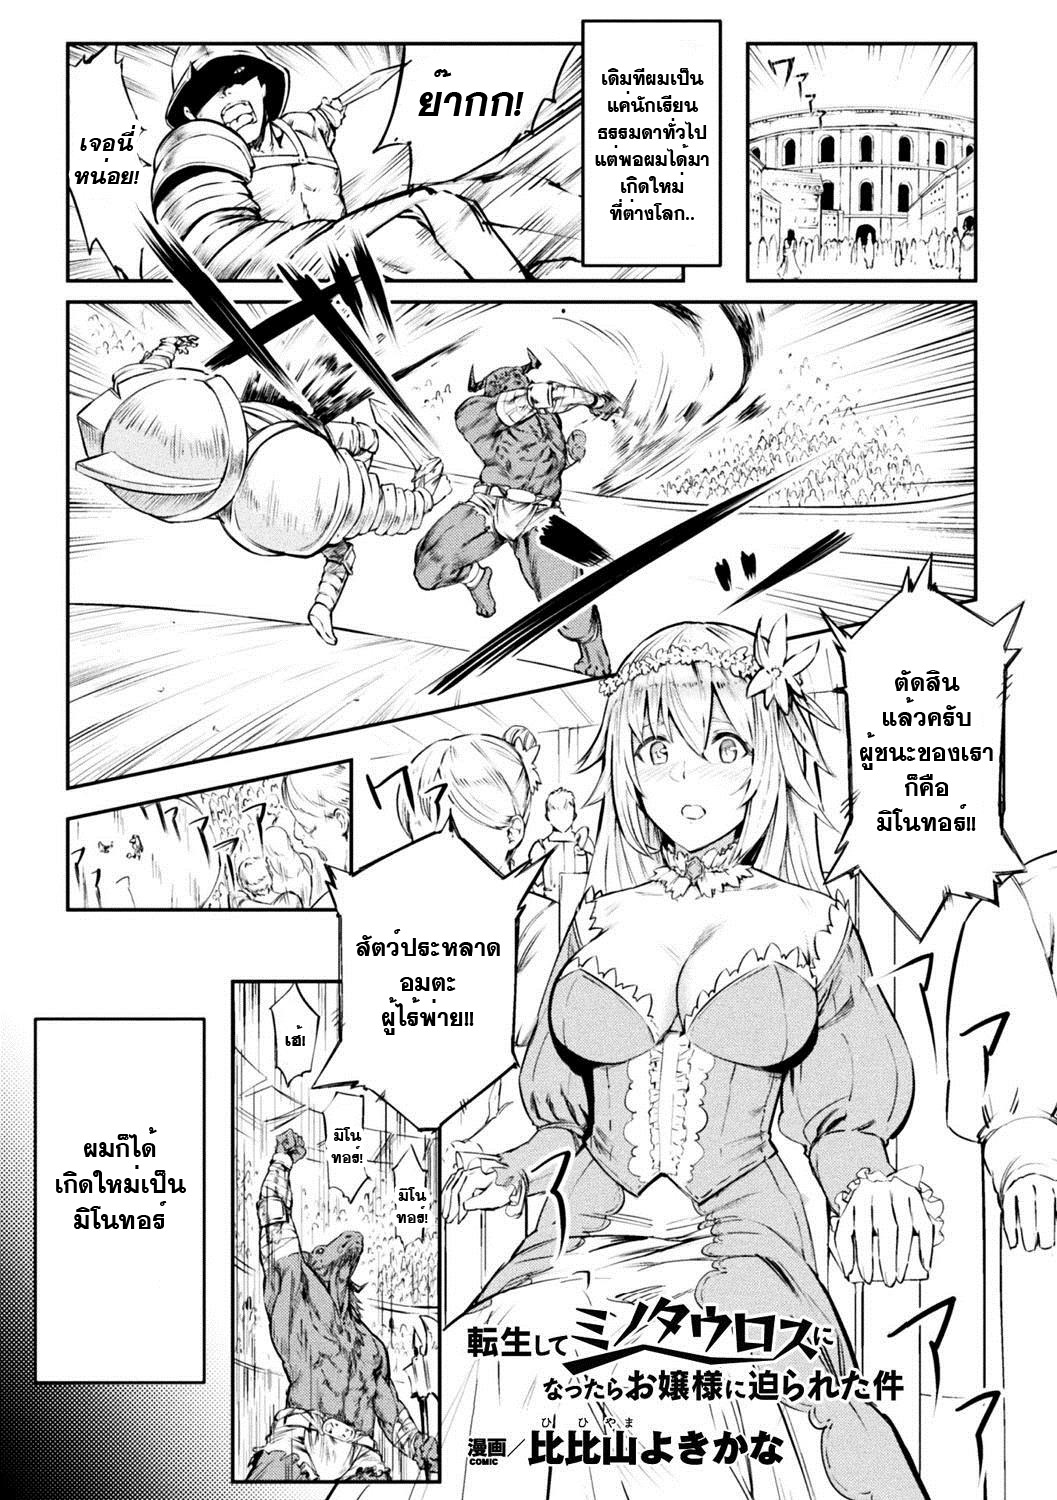 ワァァ
เดิมทีผมเป็น
แค่นักเรียน
ธรรมดาทั่วไป
แต่พอผมได้มา
เกิดใหม่
ที่ต่างโลก..
ย๊ากก!
เจอนี่
หน่อย!
ตัดสิน
แล้วครับ
ผู้ชนะของเรา
ก็คือ
มิโนทอร์!!
สัตว์ประหลาด
อมตะ
ผู้ไร้พ่าย!!
เฮ้!
มิโน
ทอร์!
มิโน
ทอร์!
ผมก็ได้
เกิดใหม่เป็น
มิโนทอร์
転生してミノタウロスに
なったらお嬢様に迫られた件
漫画／比比山よきかな
ひひやま
COMIC